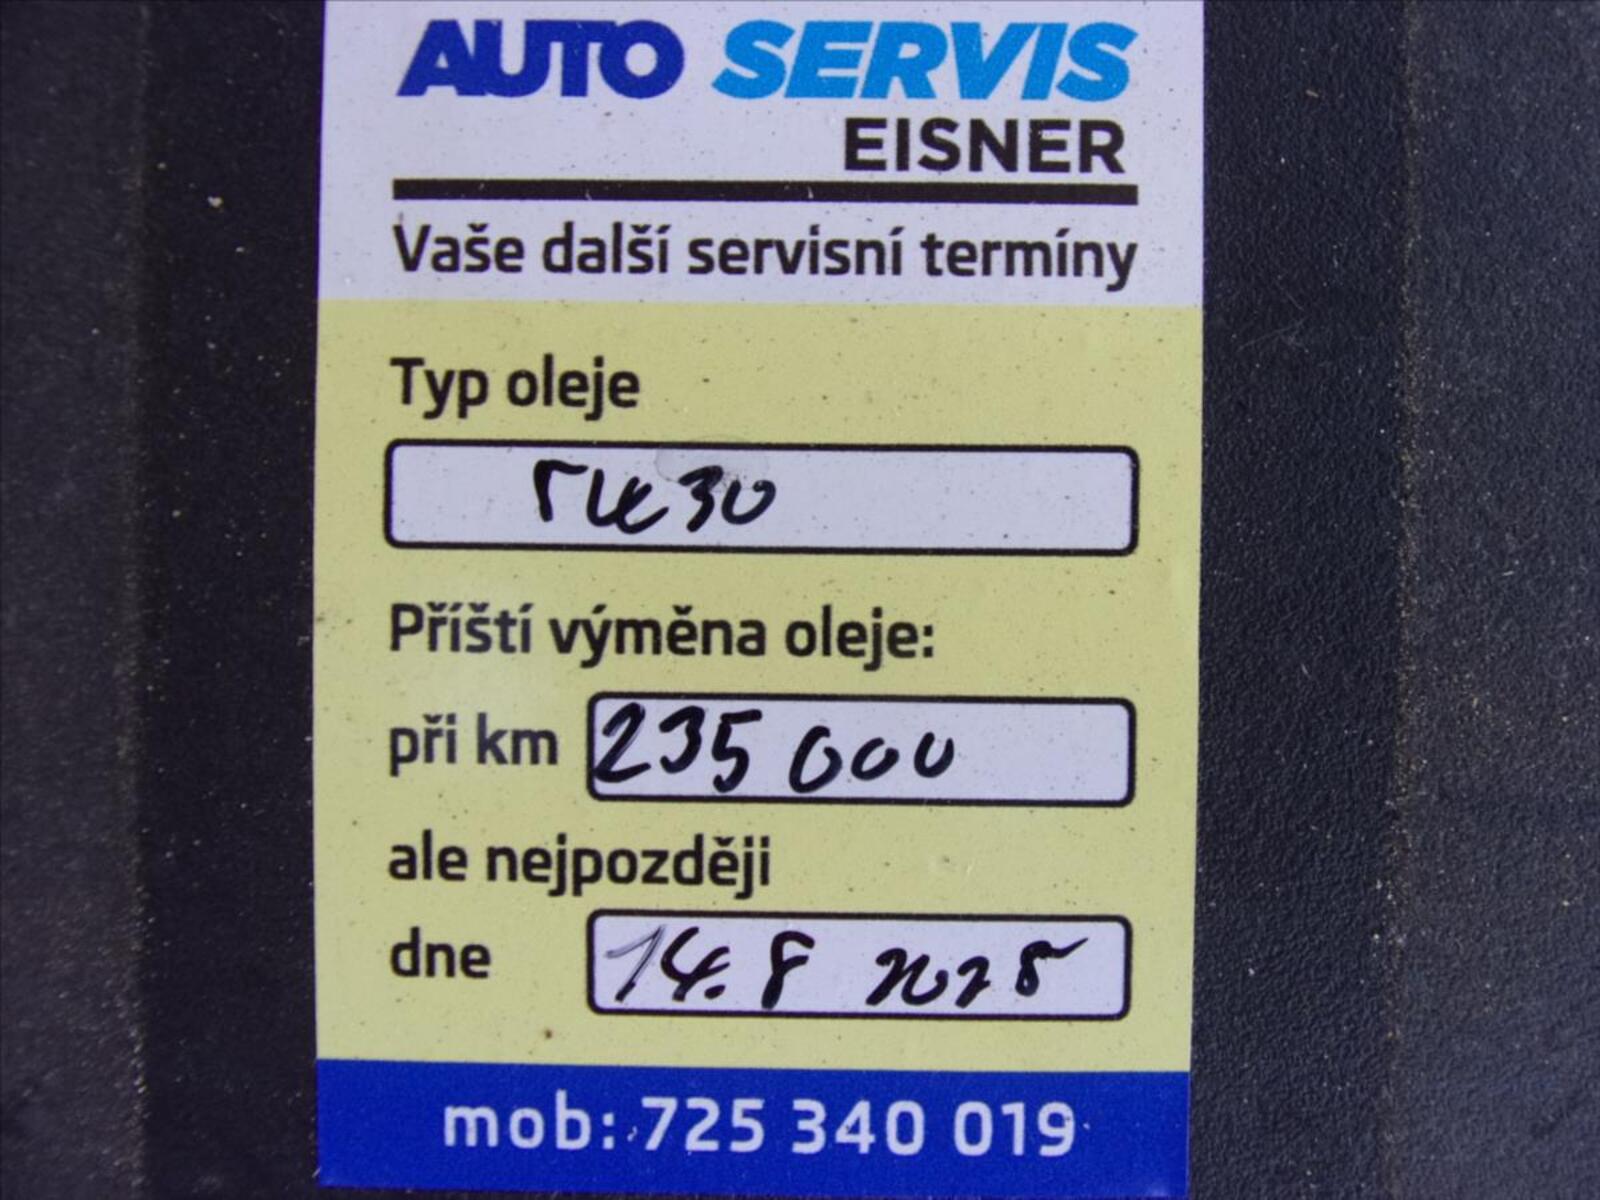 AUTO SERVIS
EISNER
Vaše další servisní termíny
Typ oleje
5W30
Příští výměna oleje:
při km 235 000
ale nejpozději
dne 14.8 2025
mob: 725 340 019